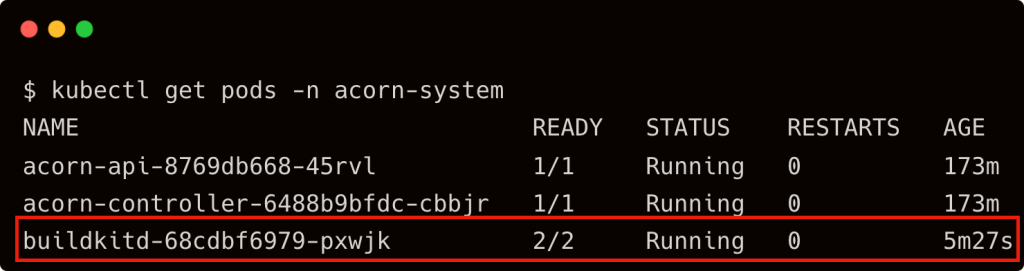 $ kubectl get pods -n acorn-system
NAME READY STATUS RESTARTS AGE
acorn-api-8769db668-45rvl 1/1 Running 0 173m
acorn-controller-6488b9bfdc-cbbjr 1/1 Running 0 173m
buildkitd-68cdbf6979-pxwjk 2/2 Running 0 5m27s